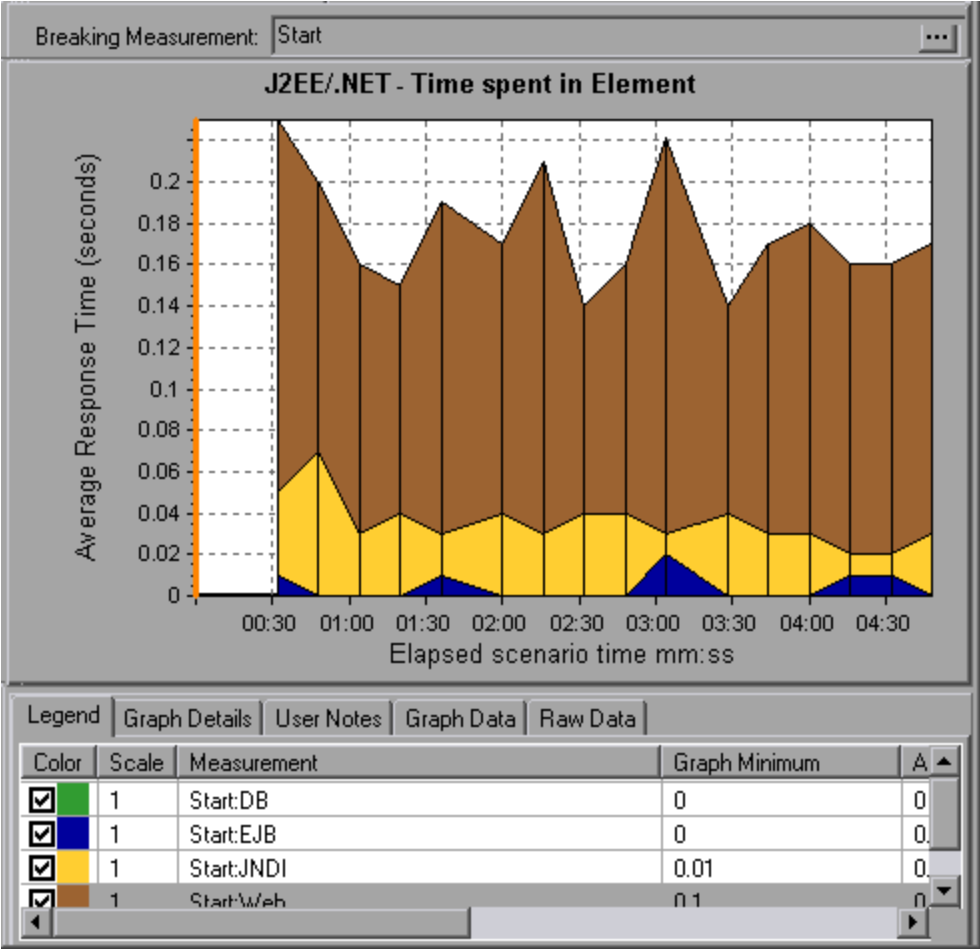 Breaking Measurement: Start ...
J2EE/.NET - Time spent in Element
Average Response Time (seconds)
0.2
0.18
0.16
0.14
0.12
0.1
0.08
0.06
0.04
0.02
0
00:30 01:00 01:30 02:00 02:30 03:00 03:30 04:00 04:30
Elapsed scenario time mm:ss
Legend Graph Details User Notes Graph Data Raw Data
Color Scale Measurement Graph Minimum A
1 Start:DB 0 0
1 Start:EJB 0 0.
1 Start:JNDI 0.01 0.
1 Start:Web 0.1 0